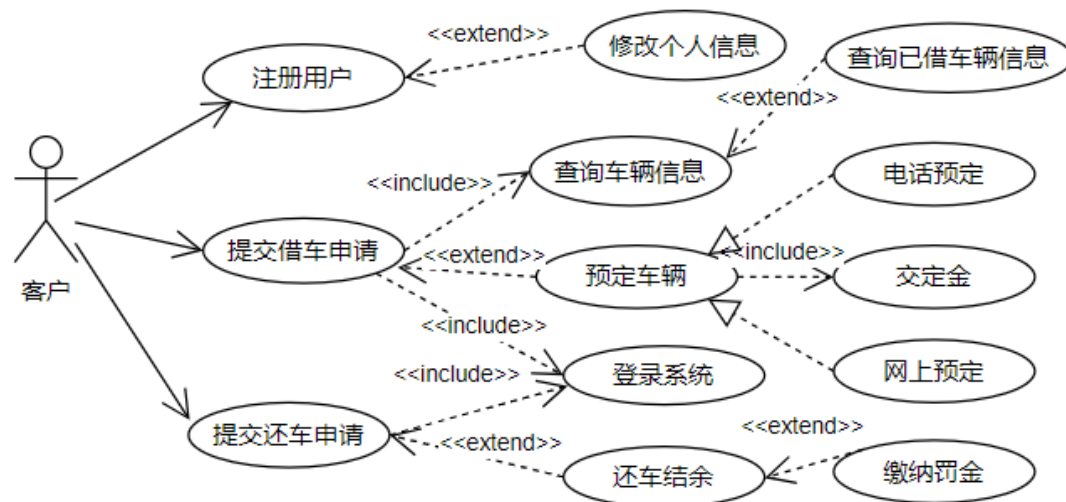 <<extend>>
修改个人信息
查询已借车辆信息
注册用户
<<extend>>
查询车辆信息
电话预定
<<include>>
提交借车申请
<<extend>>
预定车辆
<<include>>
交定金
客户
<<include>>
<<include>>
登录系统
网上预定
提交还车申请
<<extend>>
还车结余
<<extend>>
缴纳罚金